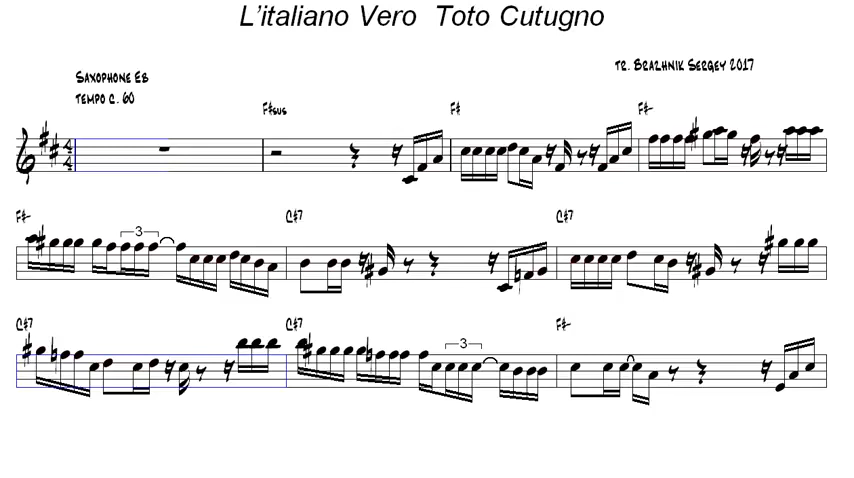 L'italiano Vero Toto Cutugno
tr. Brazhnik Sergey 2017
Saxophone Eb
tempo c. 60
F#sus F# F#-
3
F#- C#7 C#7
3
C#7 C#7 F#-